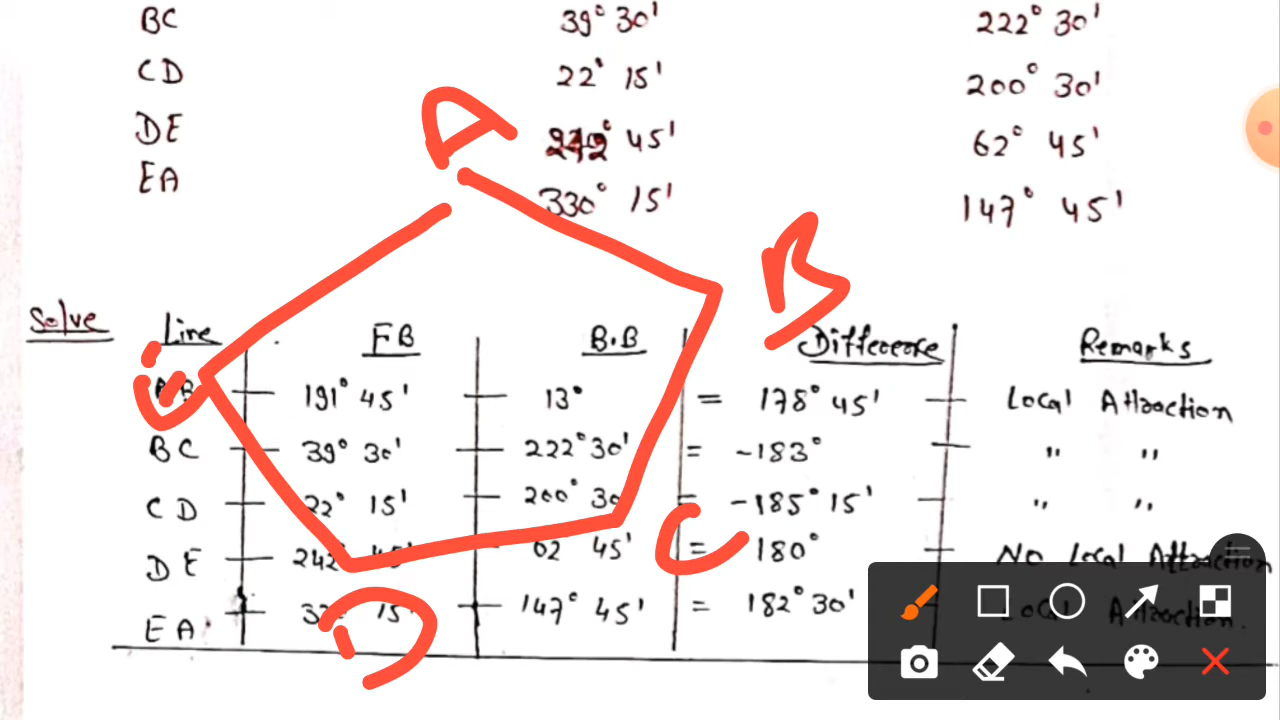 BC 39° 30' 222° 30'
CD 22° 15' 200° 30'
DE 242° 45' 62° 45'
EA 330° 15' 147° 45'
A
B
Solve Line FB B.B Difference Remarks
AB 191° 45' 13° = 178° 45' Local Attraction
BC 39° 30' 222° 30' = -183° " "
CD 22° 15' 200° 30 = -185° 15' " "
C
DE 242° 45' 62 45' = 180° No Local Attraction
EA 15' 147° 45' = 182° 30' Local Attraction.
D